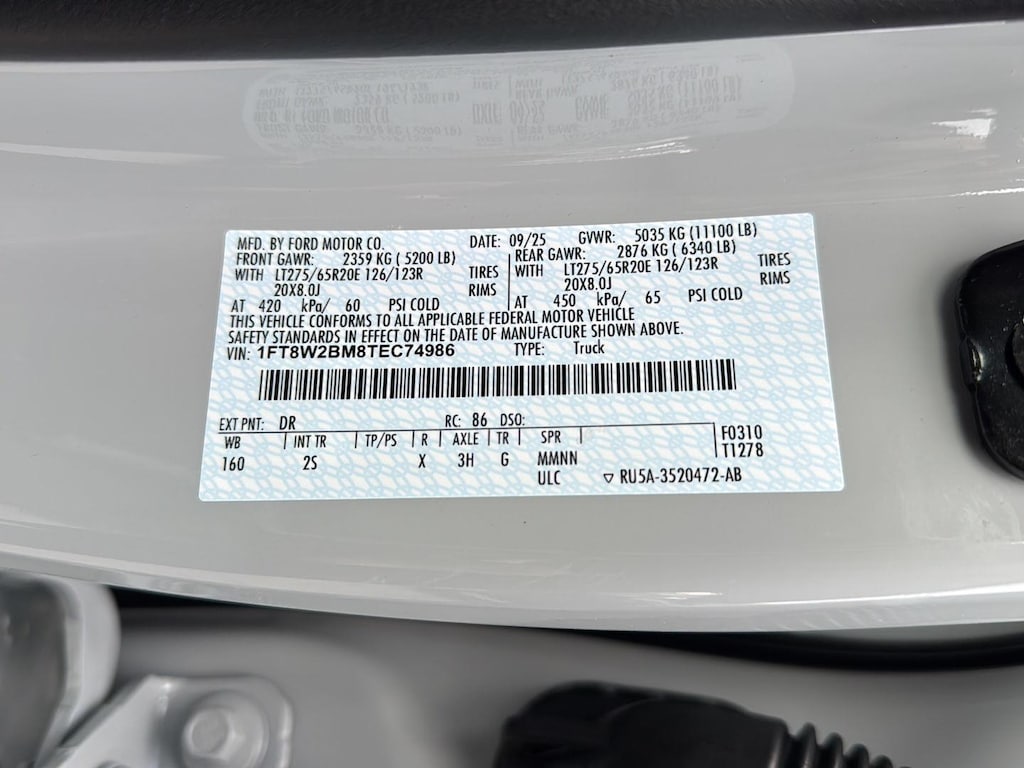 MFD. BY FORD MOTOR CO. DATE: 09/25 GVWR: 5035 KG (11100 LB)
FRONT GAWR: 2359 KG ( 5200 LB) REAR GAWR: 2876 KG ( 6340 LB)
WITH LT275/65R20E 126/123R TIRES WITH LT275/65R20E 126/123R TIRES
20X8.0J RIMS 20X8.0J RIMS
AT 420 kPa/ 60 PSI COLD AT 450 kPa/ 65 PSI COLD
THIS VEHICLE CONFORMS TO ALL APPLICABLE FEDERAL MOTOR VEHICLE
SAFETY STANDARDS IN EFFECT ON THE DATE OF MANUFACTURE SHOWN ABOVE.
VIN: 1FT8W2BM8TEC74986 TYPE: Truck
EXT PNT: DR RC: 86 DSO:
WB INT TR TP/PS R AXLE TR SPR F0310
160 2S X 3H G MMNN T1278
ULC RU5A-3520472-AB